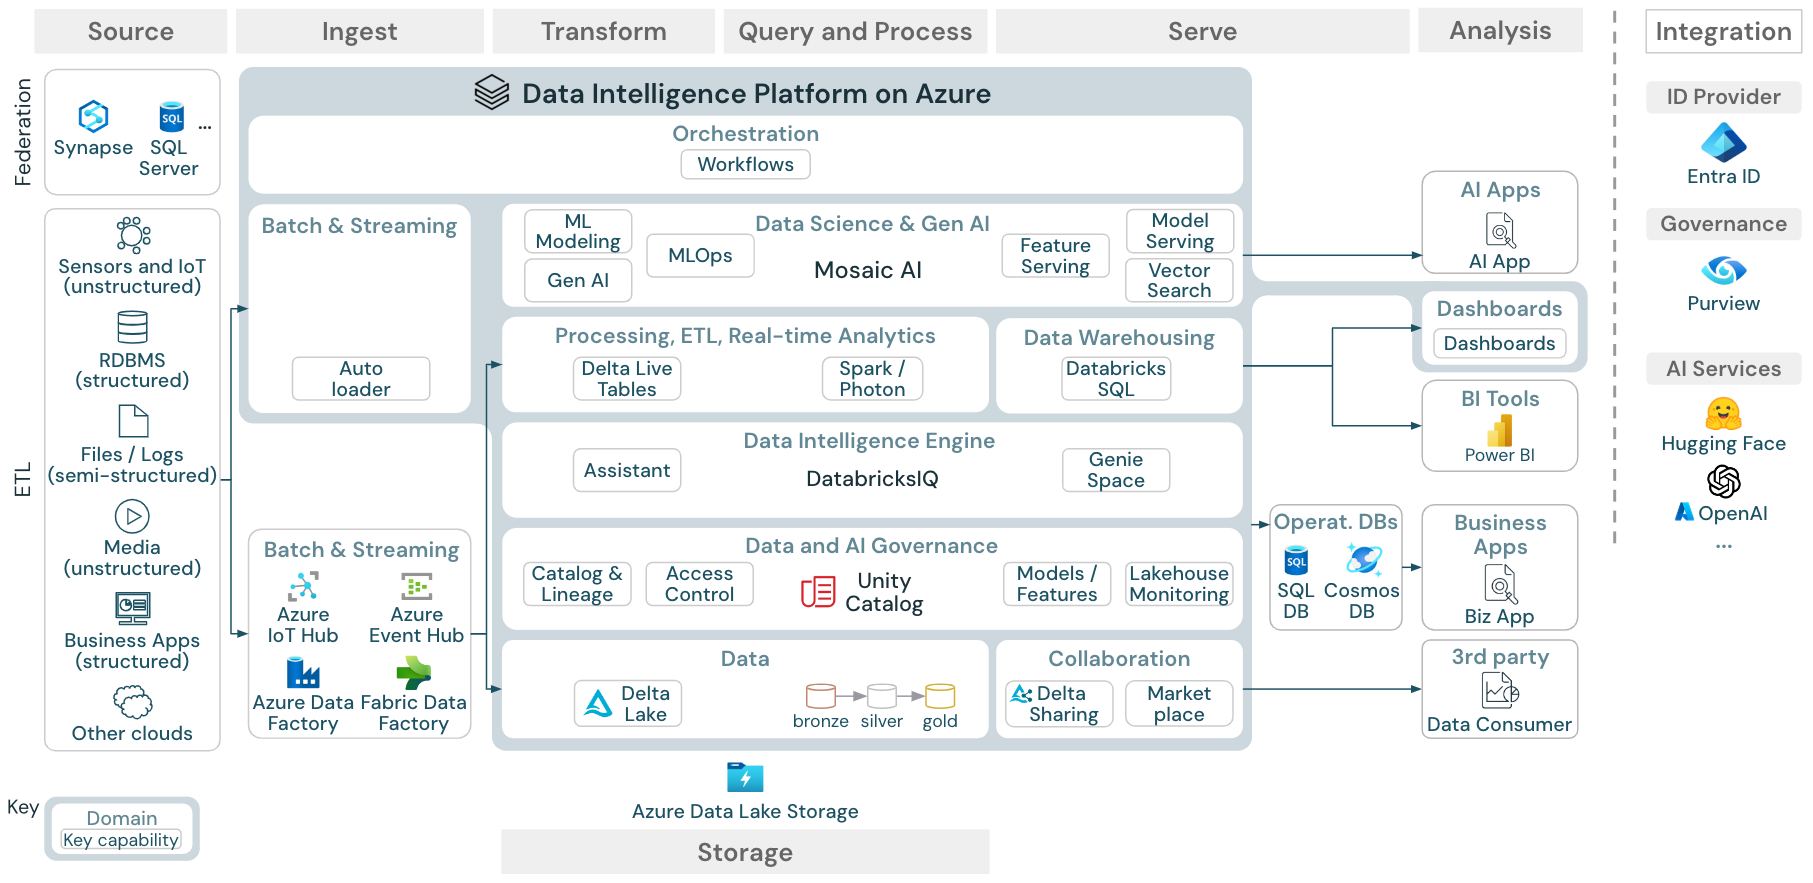 Source
Ingest
Transform
Query and Process
Serve
Analysis
Integration
Federation
Synapse
SQL
SQL
Server
...
ETL
Sensors and IoT
(unstructured)
RDBMS
(structured)
Files / Logs
(semi-structured)
Media
(unstructured)
Business Apps
(structured)
Other clouds
Data Intelligence Platform on Azure
Orchestration
Workflows
Batch & Streaming
Auto
loader
Batch & Streaming
Azure
IoT Hub
Azure
Event Hub
Azure Data
Factory
Fabric Data
Factory
Data Science & Gen AI
ML
Modeling
Gen AI
MLOps
Mosaic AI
Feature
Serving
Model
Serving
Vector
Search
Processing, ETL, Real-time Analytics
Delta Live
Tables
Spark /
Photon
Data Warehousing
Databricks
SQL
Data Intelligence Engine
Assistant
DatabricksIQ
Genie
Space
Data and AI Governance
Catalog &
Lineage
Access
Control
Unity
Catalog
Models /
Features
Lakehouse
Monitoring
Data
Delta
Lake
bronze
silver
gold
Collaboration
Delta
Sharing
Market
place
Operat. DBs
SQL
SQL
DB
Cosmos
DB
AI Apps
AI App
Dashboards
Dashboards
BI Tools
Power BI
Business
Apps
Biz App
3rd party
Data Consumer
ID Provider
Entra ID
Governance
Purview
AI Services
Hugging Face
OpenAI
...
Azure Data Lake Storage
Storage
Key
Domain
Key capability